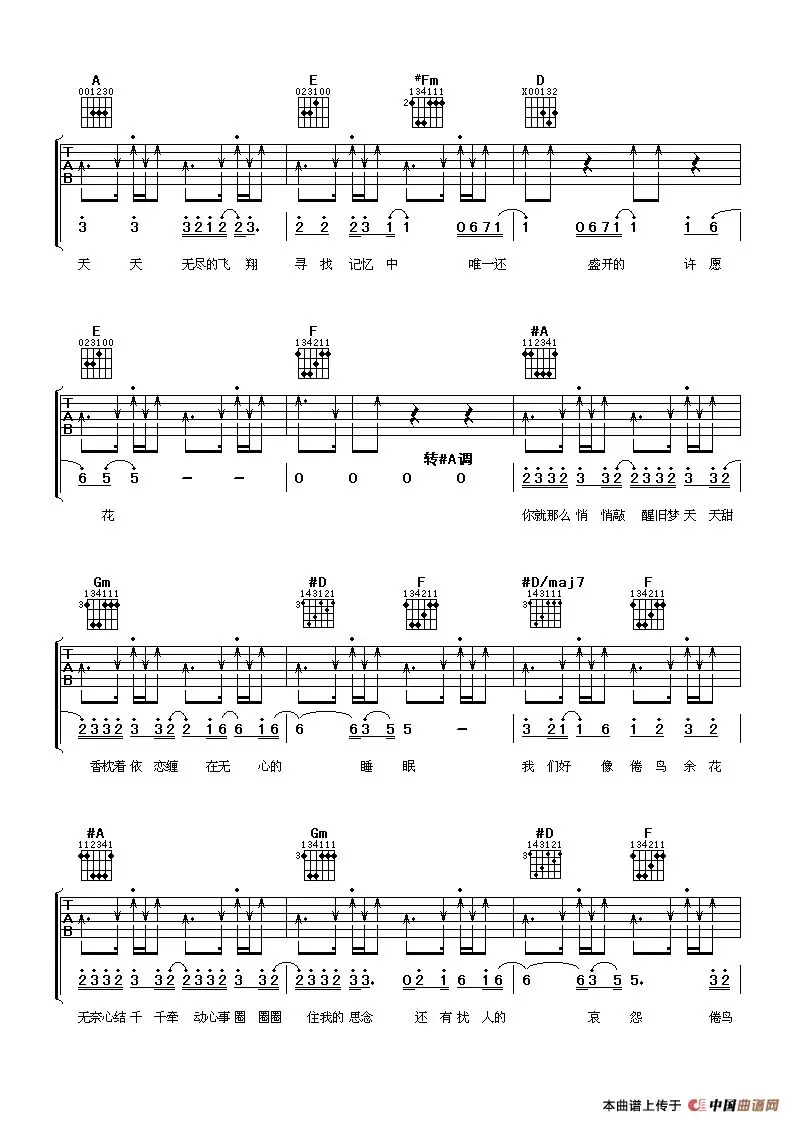 A E #Fm D
001230 023100 134111 X00132
2
T A B
3 3 3212 23. 2 2 23 1 1 0671 1 0671 1 1 6
天 天 无尽的飞 翔 寻 找 记忆 中 唯一还 盛开的 许 愿
E F #A
023100 134211 112341
T A B
转#A调
6 5 5 - - 0 0 0 0 2332 3 32 2332 3 32
花 你就那么 悄 悄敲 醒旧梦 天 天甜
Gm #D F #D/maj7 F
134111 143121 134211 143111 134211
3 3 3
T A B
2332 3 32 2 16 6 16 6 63 5 5 - 3 21 1 6 1 2 3 2
香枕着 依 恋缠 在无 心的 睡 眠 我 们好 像 倦 鸟 余 花
#A Gm #D F
112341 134111 143121 134211
3 3
T A B
2332 3 32 2332 3 32 2332 33. 02 1 6 16 6 63 5 5. 32
无奈心结 千 千牵 动心事 圈 圈圈 住我的 思念 还 有 扰 人的 哀 怨 倦鸟
本曲谱上传于 中国曲谱网